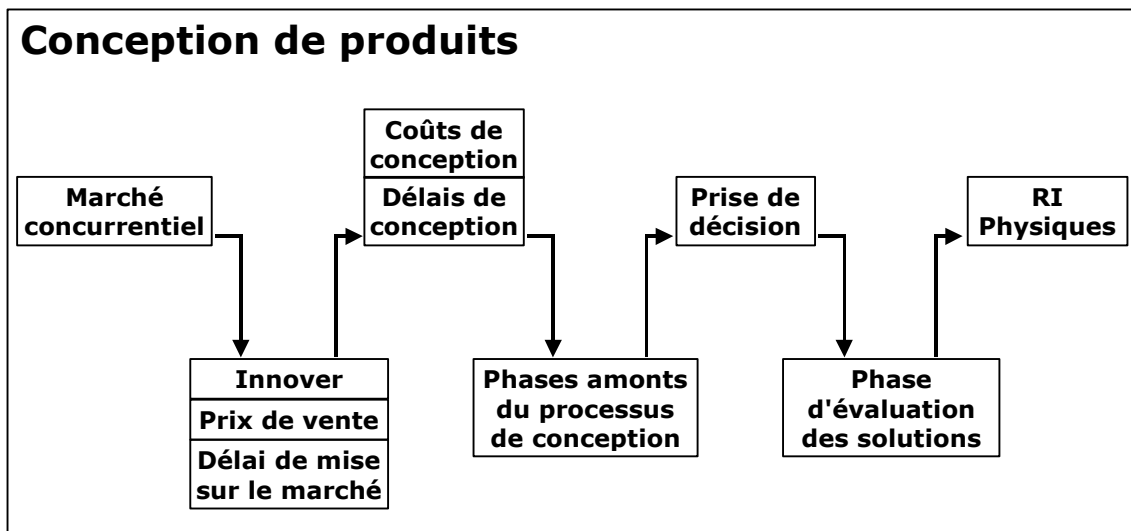 Conception de produits
Marché
concurrentiel
Innover
Prix de vente
Délai de mise
sur le marché
Coûts de
conception
Délais de
conception
Phases amonts
du processus
de conception
Prise de
décision
Phase
d'évaluation
des solutions
RI
Physiques